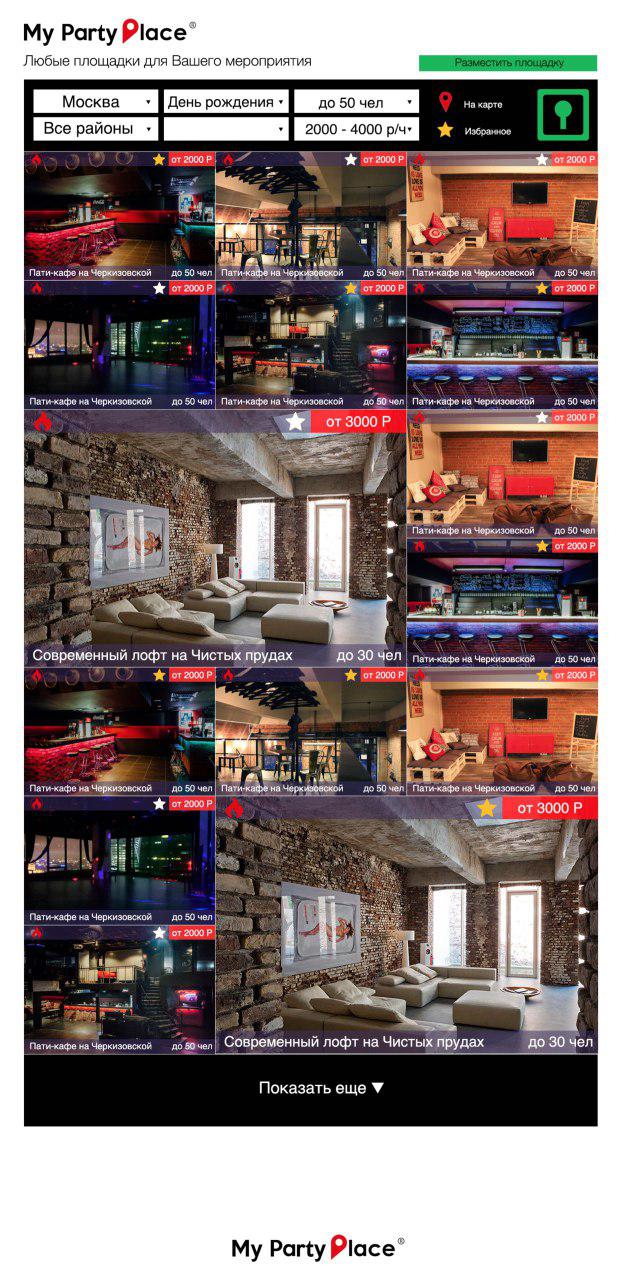 My Party Place®
Любые площадки для Вашего мероприятия
Разместить площадку
Москва
День рождения
до 50 чел
На карте
Все районы
2000 - 4000 р/ч
Избранное
от 2000 Р
от 2000 Р
от 2000 Р
Пати-кафе на Черкизовской
до 50 чел
Пати-кафе на Черкизовской
до 50 чел
Пати-кафе на Черкизовской
до 50 чел
от 2000 Р
от 2000 Р
от 2000 Р
Пати-кафе на Черкизовской
до 50 чел
Пати-кафе на Черкизовской
до 50 чел
Пати-кафе на Черкизовской
до 50 чел
от 3000 Р
от 2000 Р
Пати-кафе на Черкизовской
до 50 чел
от 2000 Р
Современный лофт на Чистых прудах
до 30 чел
Пати-кафе на Черкизовской
до 50 чел
от 2000 Р
от 2000 Р
от 2000 Р
Пати-кафе на Черкизовской
до 50 чел
Пати-кафе на Черкизовской
до 50 чел
Пати-кафе на Черкизовской
до 50 чел
от 2000 Р
от 3000 Р
Пати-кафе на Черкизовской
до 50 чел
от 2000 Р
Современный лофт на Чистых прудах
до 30 чел
Пати-кафе на Черкизовской
до 50 чел
Показать еще
My Party Place®